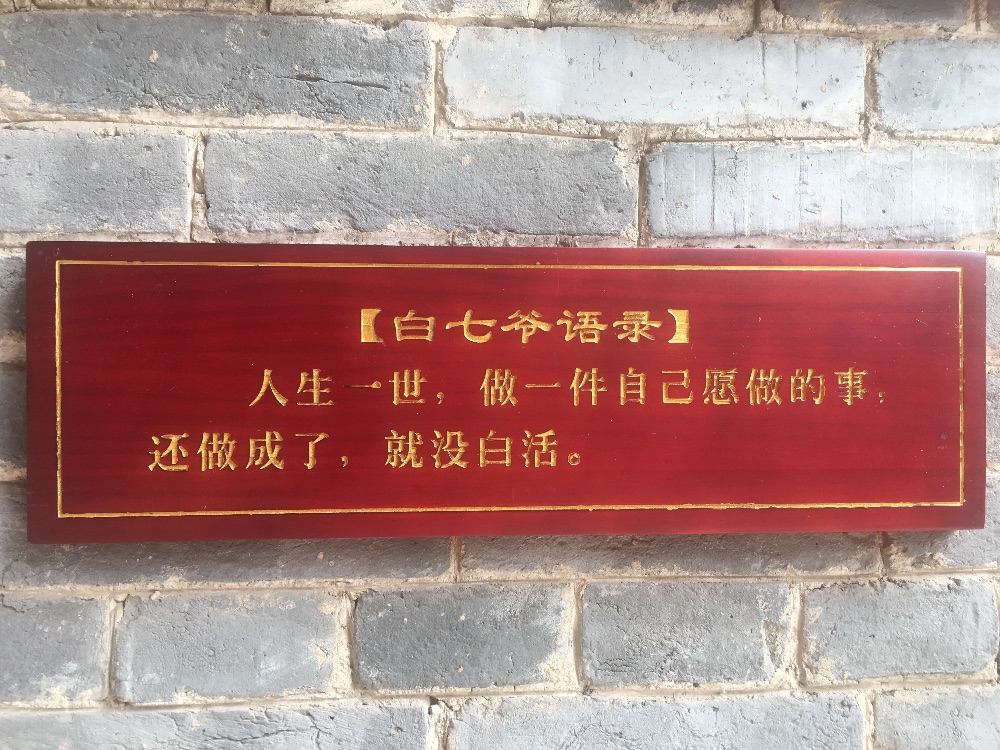 【白七爷语录】
人生一世，做一件自己愿做的事，
还做成了，就没白活。